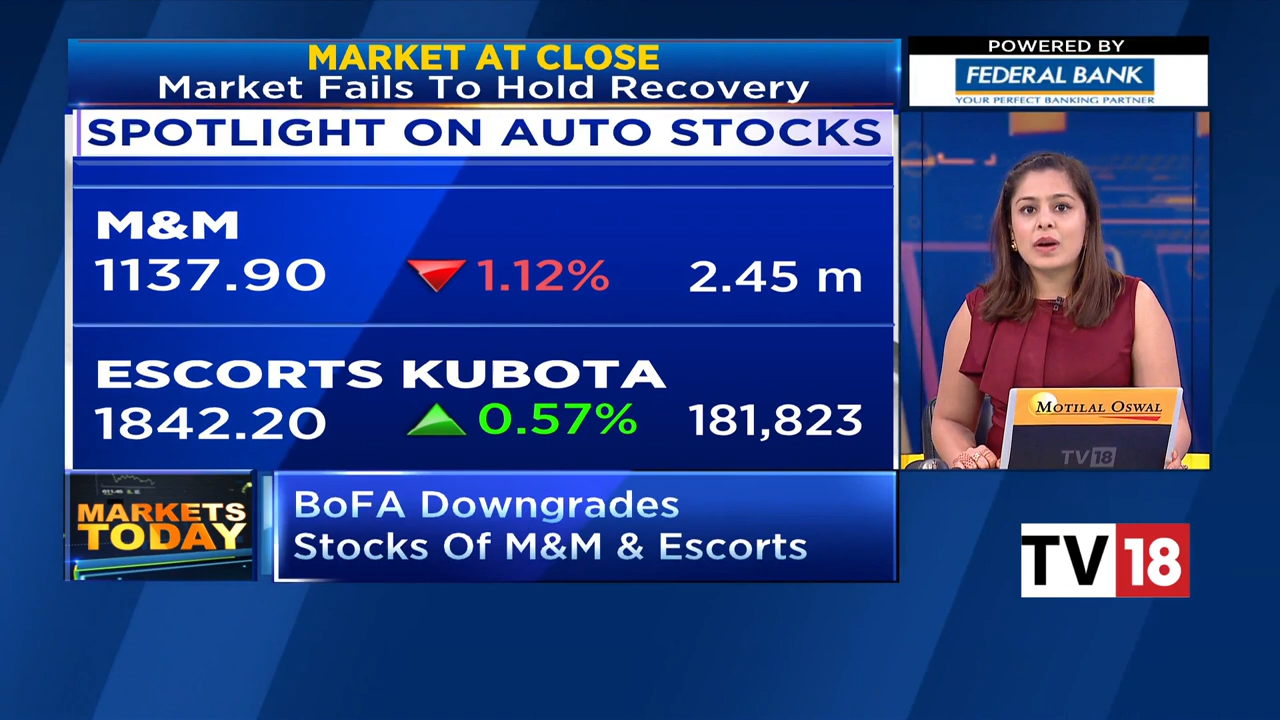 MARKET AT CLOSE
Market Fails To Hold Recovery
SPOTLIGHT ON AUTO STOCKS
M&M
1137.90 1.12% 2.45 m
ESCORTS KUBOTA
1842.20 0.57% 181,823
MARKETS
TODAY
BoFA Downgrades
Stocks Of M&M & Escorts
POWERED BY
FEDERAL BANK
YOUR PERFECT BANKING PARTNER
MOTILAL OSWAL
TV18
TV18